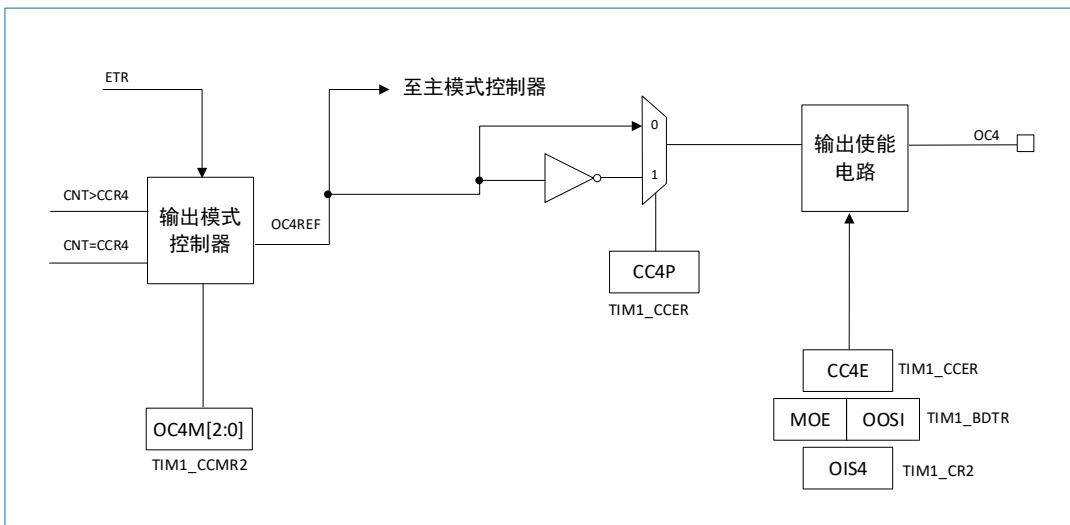 ETR
至主模式控制器
0
输出使能
电路
OC4
1
CNT>CCR4
输出模式
控制器
OC4REF
CNT=CCR4
CC4P
TIM1_CCER
CC4E
TIM1_CCER
MOE
OOSI
TIM1_BDTR
OC4M[2:0]
TIM1_CCMR2
OIS4
TIM1_CR2